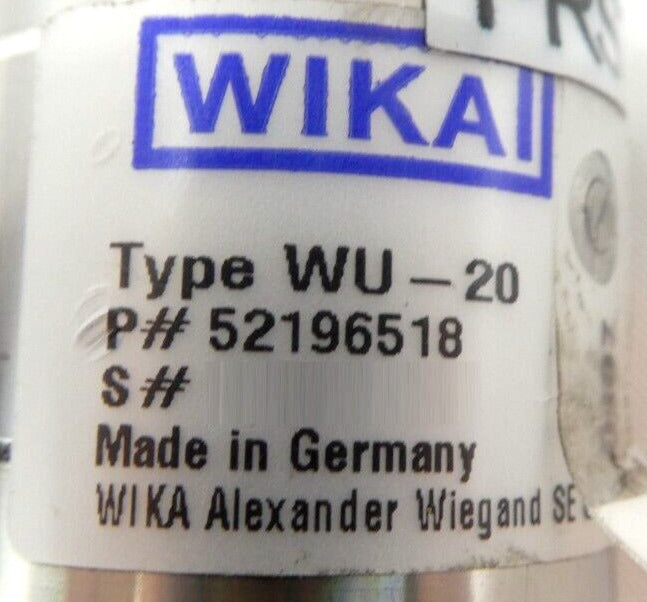 WIKA
Type WU-20
P# 52196518
S#
Made in Germany
WIKA Alexander Wiegand SE